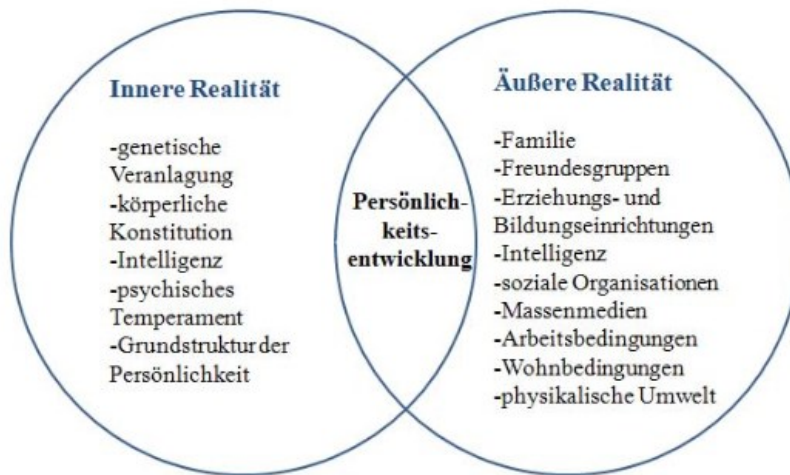 Innere Realität
-genetische
Veranlagung
-körperliche
Konstitution
-Intelligenz
-psychisches
Temperament
-Grundstruktur der
Persönlichkeit
Persönlich-
keits-
entwicklung
Äußere Realität
-Familie
-Freundesgruppen
-Erziehungs- und
Bildungseinrichtungen
-Intelligenz
-soziale Organisationen
-Massenmedien
-Arbeitsbedingungen
-Wohnbedingungen
-physikalische Umwelt